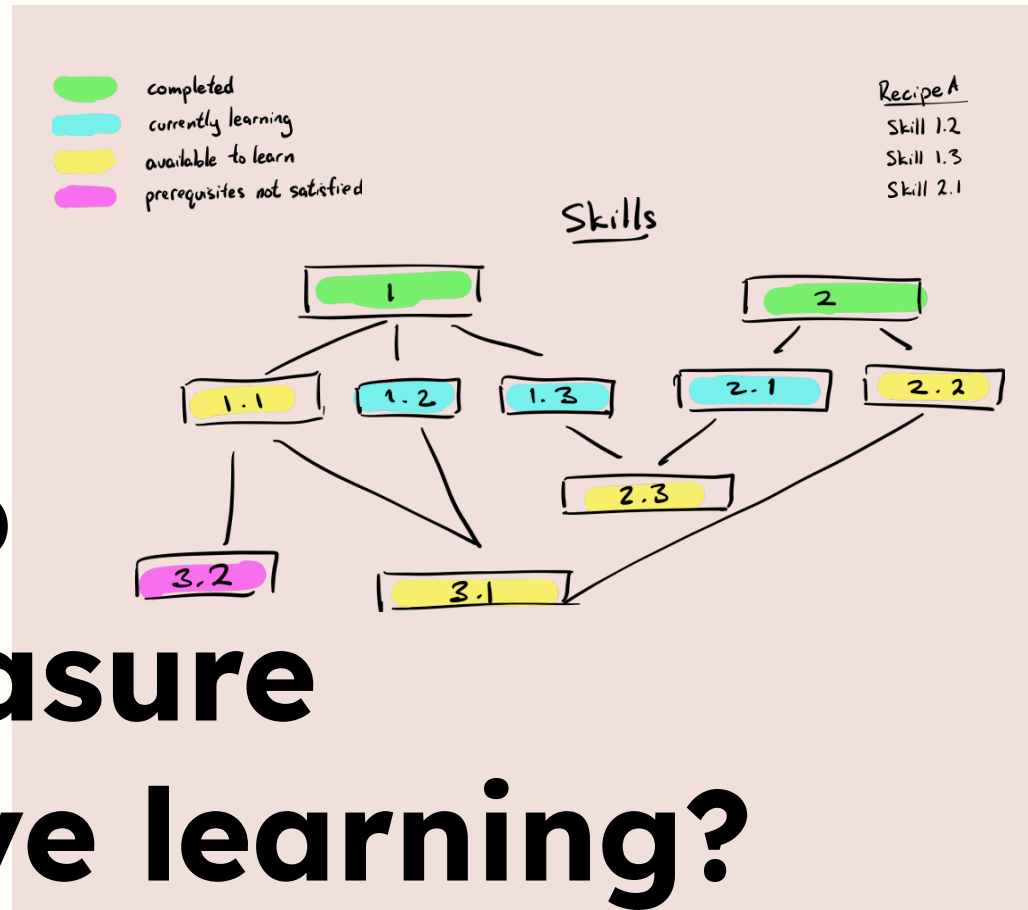 completed
currently learning
available to learn
prerequisites not satisfied
Recipe A
Skill 1.2
Skill 1.3
Skill 2.1
Skills
1
2
1.1
1.2
1.3
2.1
2.2
2.3
3.2
3.1
asure
ve learning?